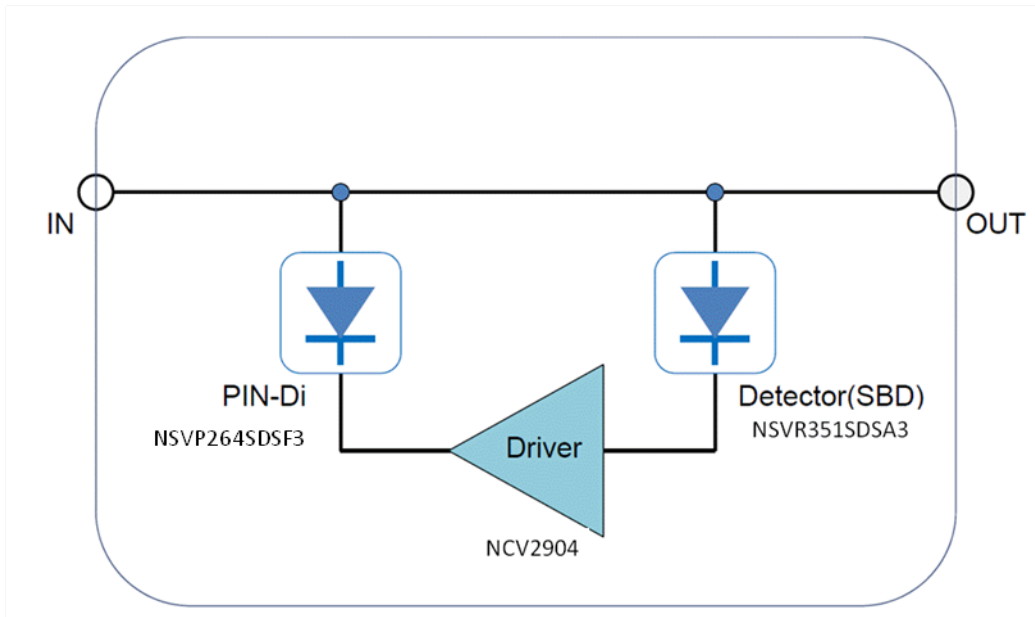 IN
OUT
PIN-Di
NSVP264SDSF3
Detector(SBD)
NSVR351SDSA3
Driver
NCV2904